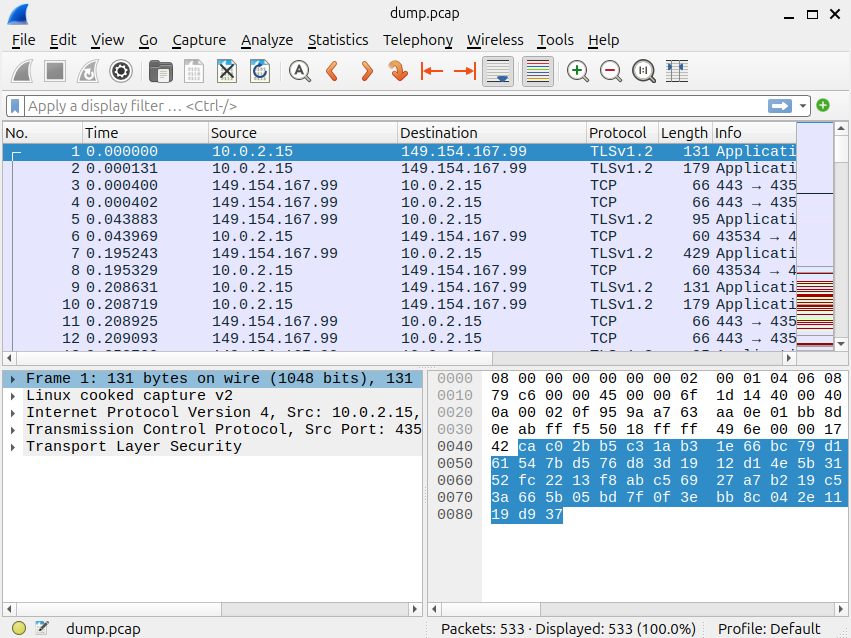 dump.pcap
File Edit View Go Capture Analyze Statistics Telephony Wireless Tools Help
Apply a display filter … <Ctrl-/>
No. Time Source Destination Protocol Length Info
1 0.000000 10.0.2.15 149.154.167.99 TLSv1.2 131 Applicati
2 0.000131 10.0.2.15 149.154.167.99 TLSv1.2 179 Applicati
3 0.000400 149.154.167.99 10.0.2.15 TCP 66 443 → 435
4 0.000402 149.154.167.99 10.0.2.15 TCP 66 443 → 435
5 0.043883 149.154.167.99 10.0.2.15 TLSv1.2 95 Applicati
6 0.043969 10.0.2.15 149.154.167.99 TCP 60 43534 → 4
7 0.195243 149.154.167.99 10.0.2.15 TLSv1.2 429 Applicati
8 0.195329 10.0.2.15 149.154.167.99 TCP 60 43534 → 4
9 0.208631 10.0.2.15 149.154.167.99 TLSv1.2 131 Applicati
10 0.208719 10.0.2.15 149.154.167.99 TLSv1.2 179 Applicati
11 0.208925 149.154.167.99 10.0.2.15 TCP 66 443 → 435
12 0.209093 149.154.167.99 10.0.2.15 TCP 66 443 → 435
Frame 1: 131 bytes on wire (1048 bits), 131
Linux cooked capture v2
Internet Protocol Version 4, Src: 10.0.2.15,
Transmission Control Protocol, Src Port: 435
Transport Layer Security
0000 08 00 00 00 00 00 00 02 00 01 04 06 08
0010 79 c6 00 00 45 00 00 6f 1d 14 40 00 40
0020 0a 00 02 0f 95 9a a7 63 aa 0e 01 bb 8d
0030 0e ab ff f5 50 18 ff ff 49 6e 00 00 17
0040 42 ca c0 2b b5 c3 1a b3 1e 66 bc 79 d1
0050 61 54 7b d5 76 d8 3d 19 12 d1 4e 5b 31
0060 52 fc 22 13 f8 ab c5 69 27 a7 b2 19 c5
0070 3a 66 5b 05 bd 7f 0f 3e bb 8c 04 2e 11
0080 19 d9 37
dump.pcap
Packets: 533 · Displayed: 533 (100.0%)
Profile: Default